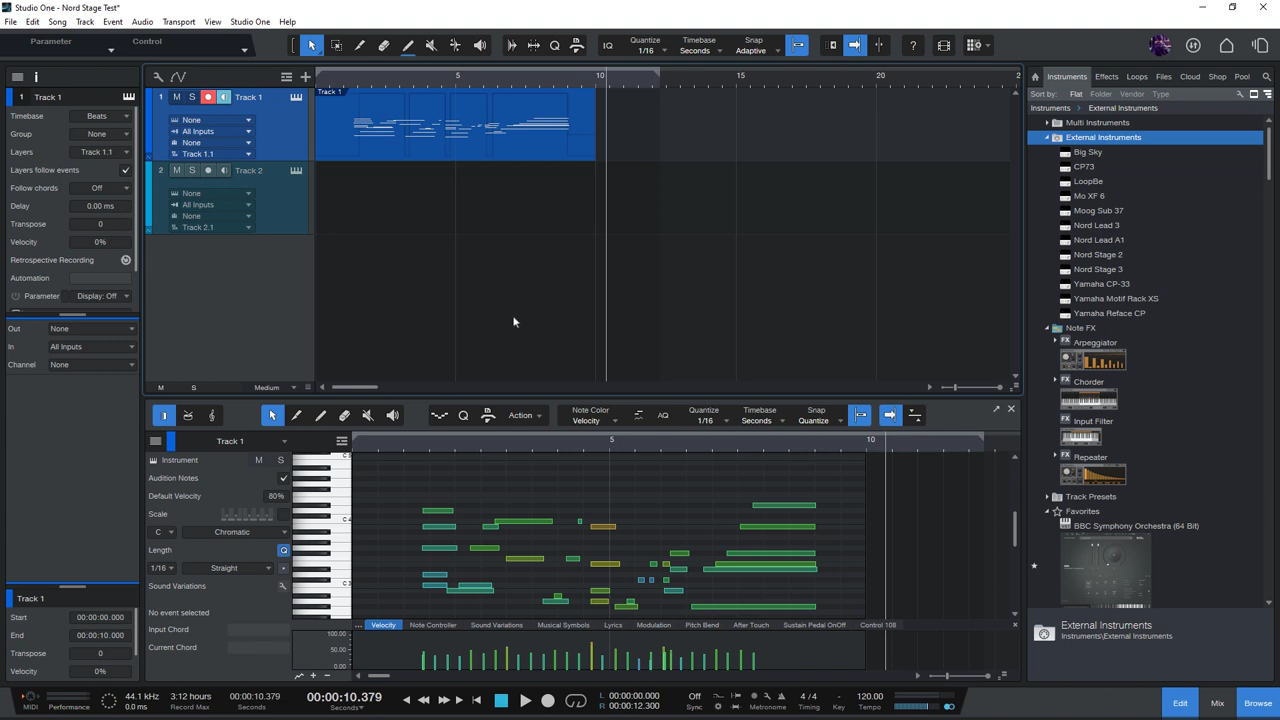 Studio One - Nord Stage Test*
File Edit Song Track Event Audio Transport View Studio One Help
Parameter Control
IQ Quantize 1/16 Timebase Seconds Snap Adaptive
i
Track 1
Timebase Beats
Group None
Layers Track 1.1
Layers follow events
Follow chords Off
Delay 0.00 ms
Transpose 0
Velocity 0%
Retrospective Recording
Automation
Parameter Display: Off
Out None
In All Inputs
Channel None
Track 1
Start 00:00:00.000
End 00:00:10.000
Transpose 0
Velocity 0%
5 10 15 20 2
1 M S Track 1
None
All Inputs
None
Track 1.1
2 M S Track 2
None
All Inputs
None
Track 2.1
Track 1
M S Medium
Action
Note Color Velocity
AQ
Quantize 1/16
Timebase Seconds
Snap Quantize
Track 1
5 10
Instrument M S
Audition Notes
Default Velocity 80%
Scale
C Chromatic
Length
1/16 Straight
Sound Variations
No event selected
Input Chord
Current Chord
C 5
C 4
C 3
... Velocity Note Controller Sound Variations Musical Symbols Lyrics Modulation Pitch Bend After Touch Sustain Pedal OnOff Control 108
100.00
50.00
0.00
Instruments Effects Loops Files Cloud Shop Pool
Sort by: Flat Folder Vendor Type
Instruments External Instruments
Multi Instruments
External Instruments
Big Sky
CP73
LoopBe
Mo XF 6
Moog Sub 37
Nord Lead 3
Nord Lead A1
Nord Stage 2
Nord Stage 3
Yamaha CP-33
Yamaha Motif Rack XS
Yamaha Reface CP
Note FX
FX Arpeggiator
FX Chorder
Input Filter
FX Repeater
Track Presets
Favorites
BBC Symphony Orchestra (64 Bit)
External Instruments
Instruments\External Instruments
MIDI
Performance
44.1 kHz
0.0 ms
3:12 hours
Record Max
00:00:10.379
Seconds
00:00:10.379
Seconds
L 00:00:00.000
R 00:00:12.300
Off
Sync
Metronome
4 / 4
Timing
Key
120.00
Tempo
Edit Mix Browse